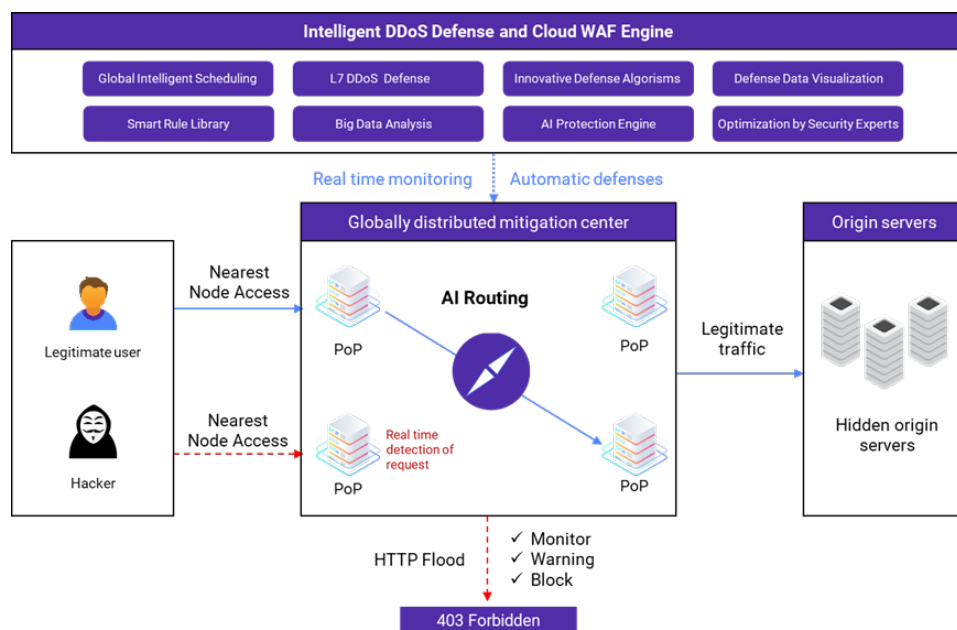 Intelligent DDoS Defense and Cloud WAF Engine
Global Intelligent Scheduling
L7 DDoS Defense
Innovative Defense Algorisms
Defense Data Visualization
Smart Rule Library
Big Data Analysis
AI Protection Engine
Optimization by Security Experts
Real time monitoring
Automatic defenses
Globally distributed mitigation center
Origin servers
Legitimate user
Nearest
Node Access
PoP
AI Routing
PoP
Legitimate
traffic
Hacker
Nearest
Node Access
PoP
Real time
detection of
request
PoP
Hidden origin
servers
HTTP Flood
✓ Monitor
✓ Warning
✓ Block
403 Forbidden